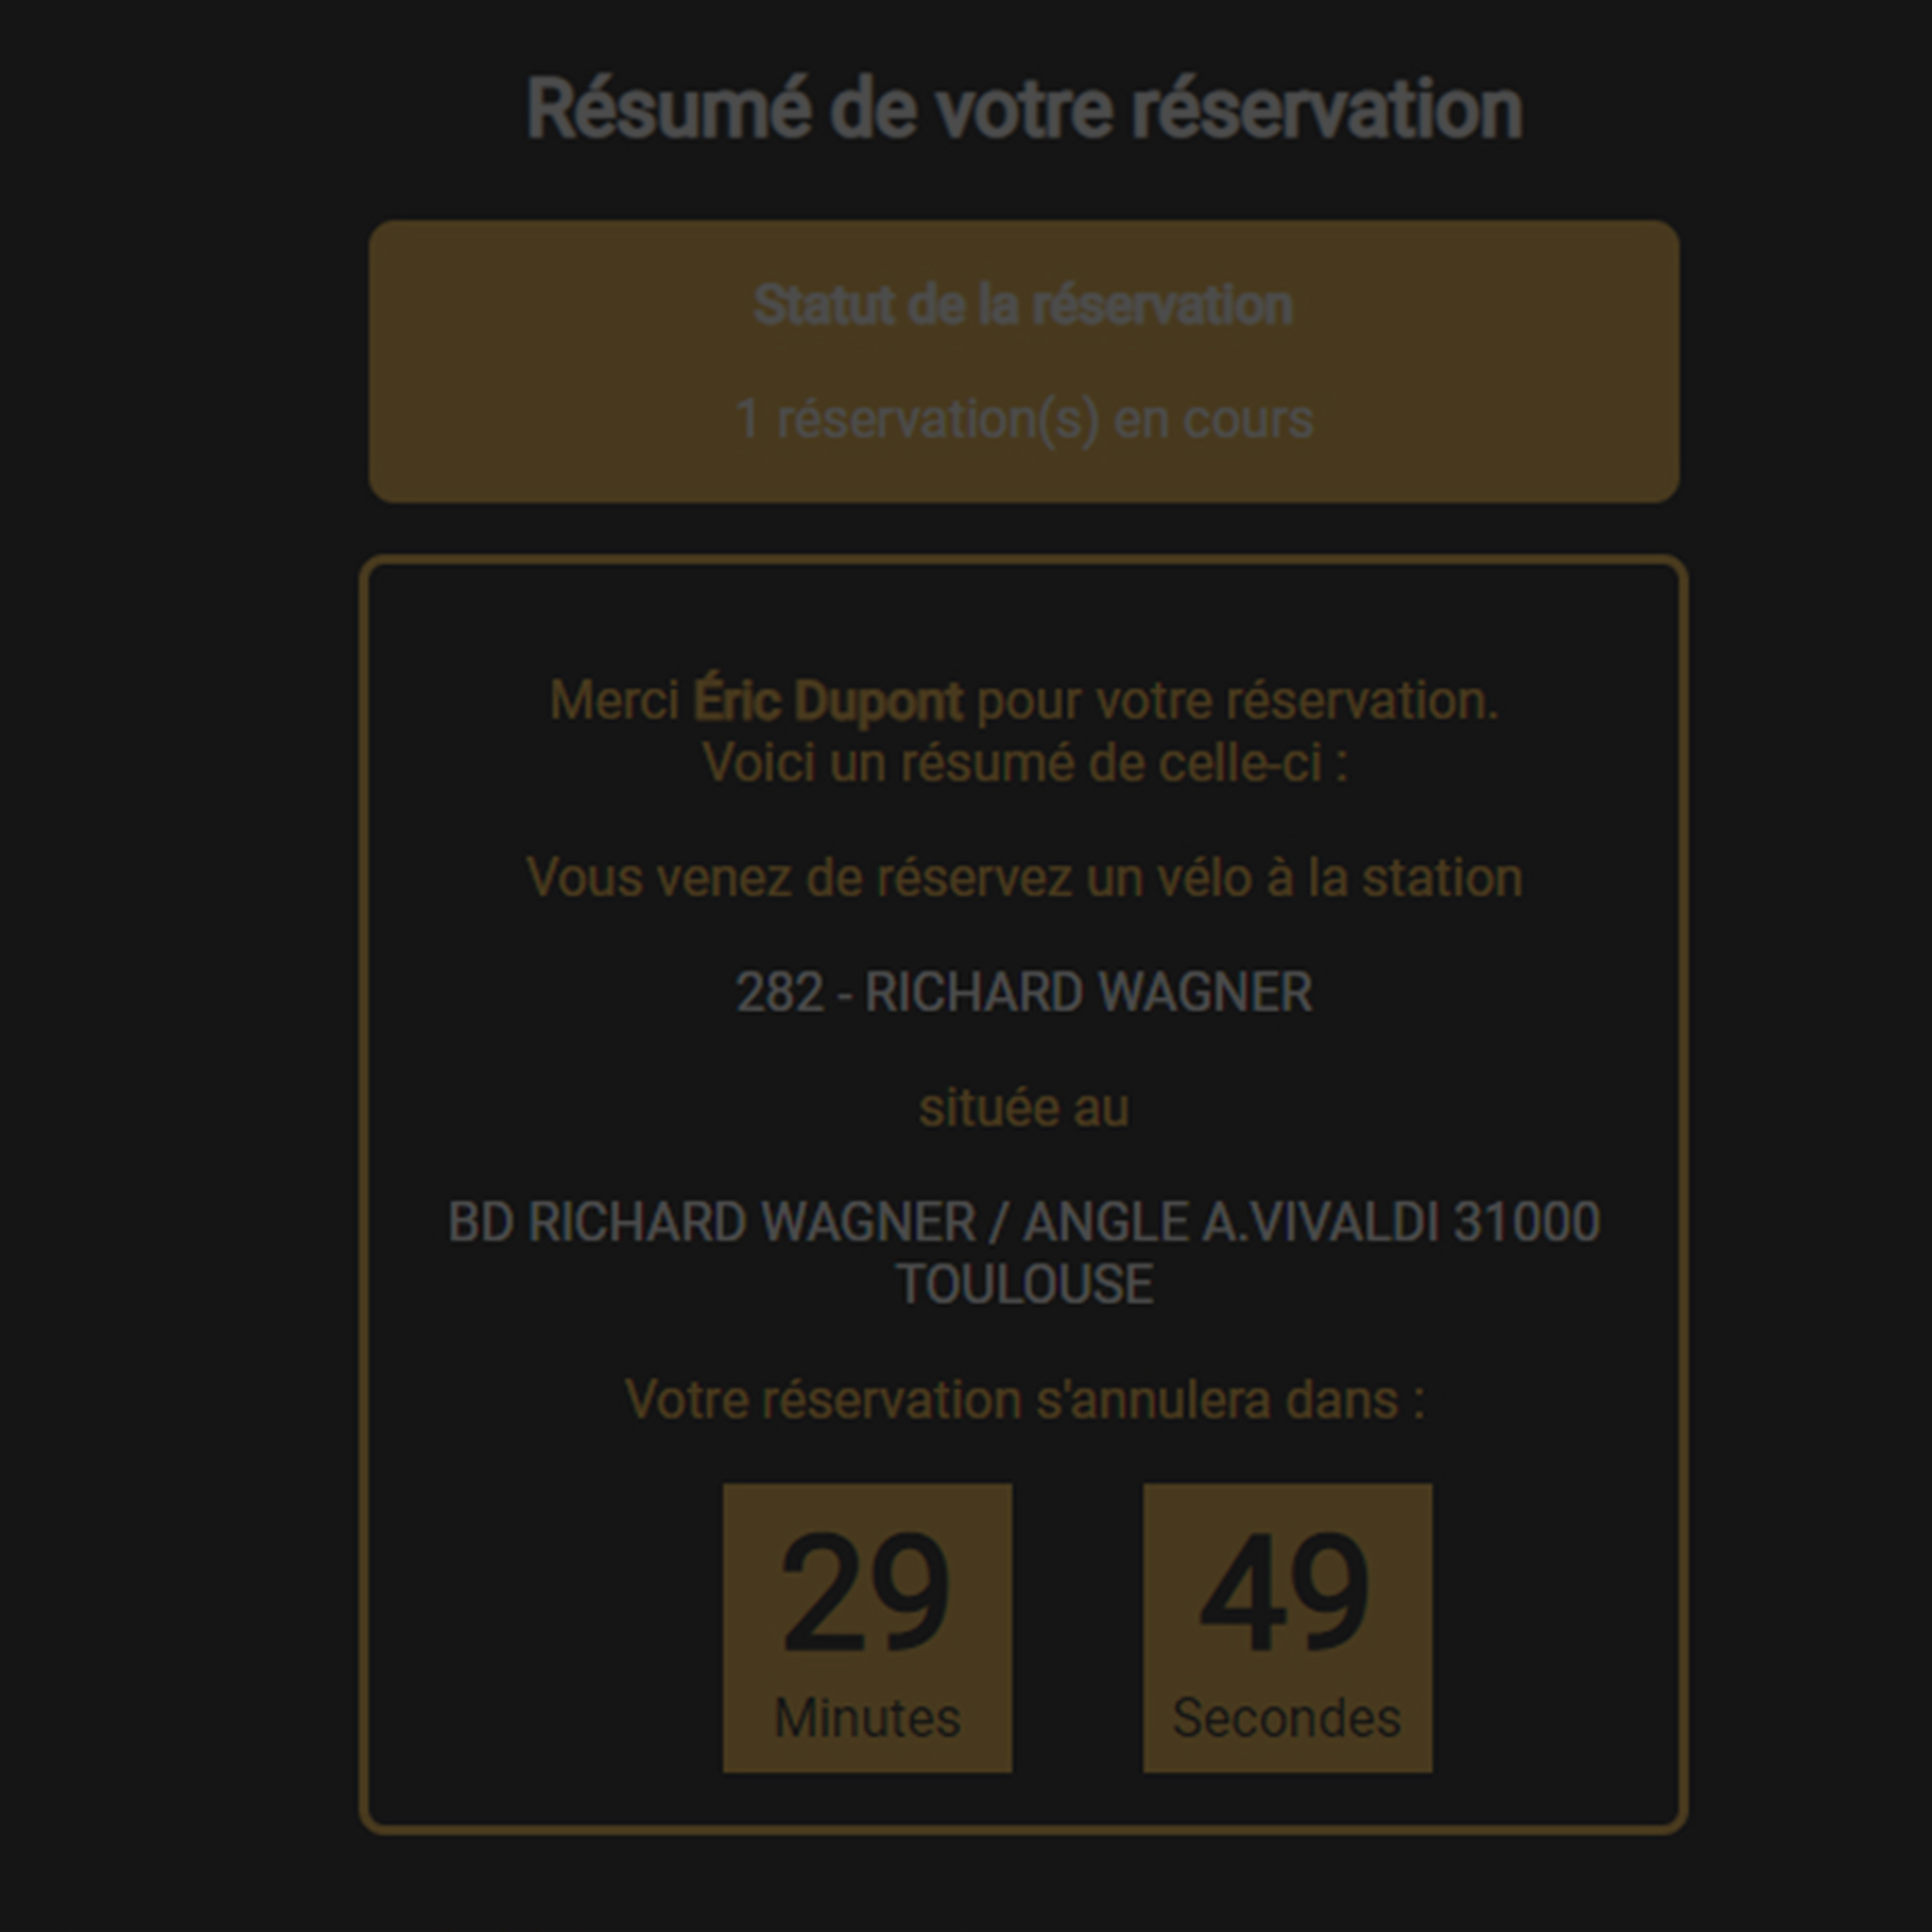 Résumé de votre réservation
Statut de la réservation
1 réservation(s) en cours
Merci Éric Dupont pour votre réservation.
Voici un résumé de celle-ci :
Vous venez de réservez un vélo à la station
282 - RICHARD WAGNER
située au
BD RICHARD WAGNER / ANGLE A.VIVALDI 31000
TOULOUSE
Votre réservation s'annulera dans :
29 49
Minutes Secondes